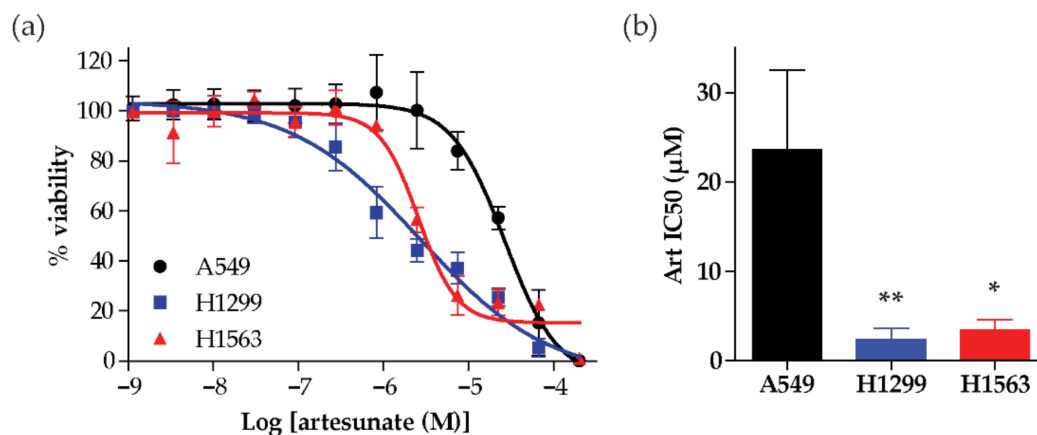 (a)
% viability
120
100
80
60
40
20
0
A549
H1299
H1563
−9
−8
−7
−6
−5
−4
Log [artesunate (M)]
(b)
Art IC50 (µM)
30
20
10
0
**
*
A549
H1299
H1563